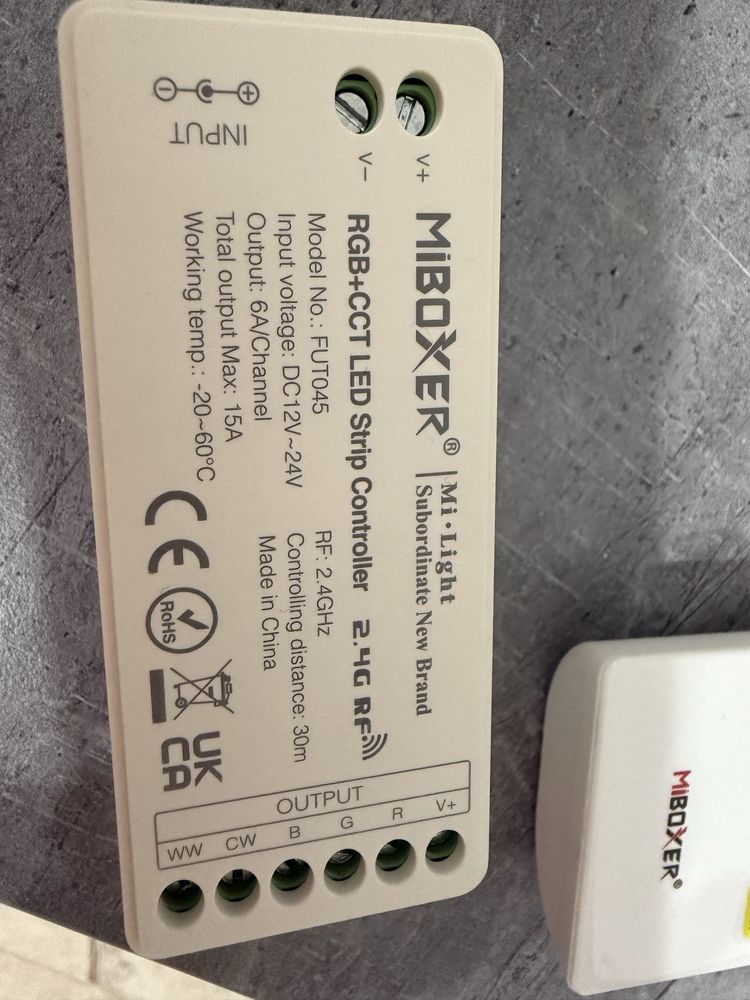 INPUT
V+
V−
MiBOXER® | Mi·Light
Subordinate New Brand
RGB+CCT LED Strip Controller 2.4G RF
Model No.: FUT045
Input voltage: DC12V~24V
Output: 6A/Channel
Total output Max: 15A
Working temp.: -20~60°C
RF: 2.4GHz
Controlling distance: 30m
Made in China
CE
RoHS
UK
CA
OUTPUT
V+ R G B CW WW
MiBOXER®